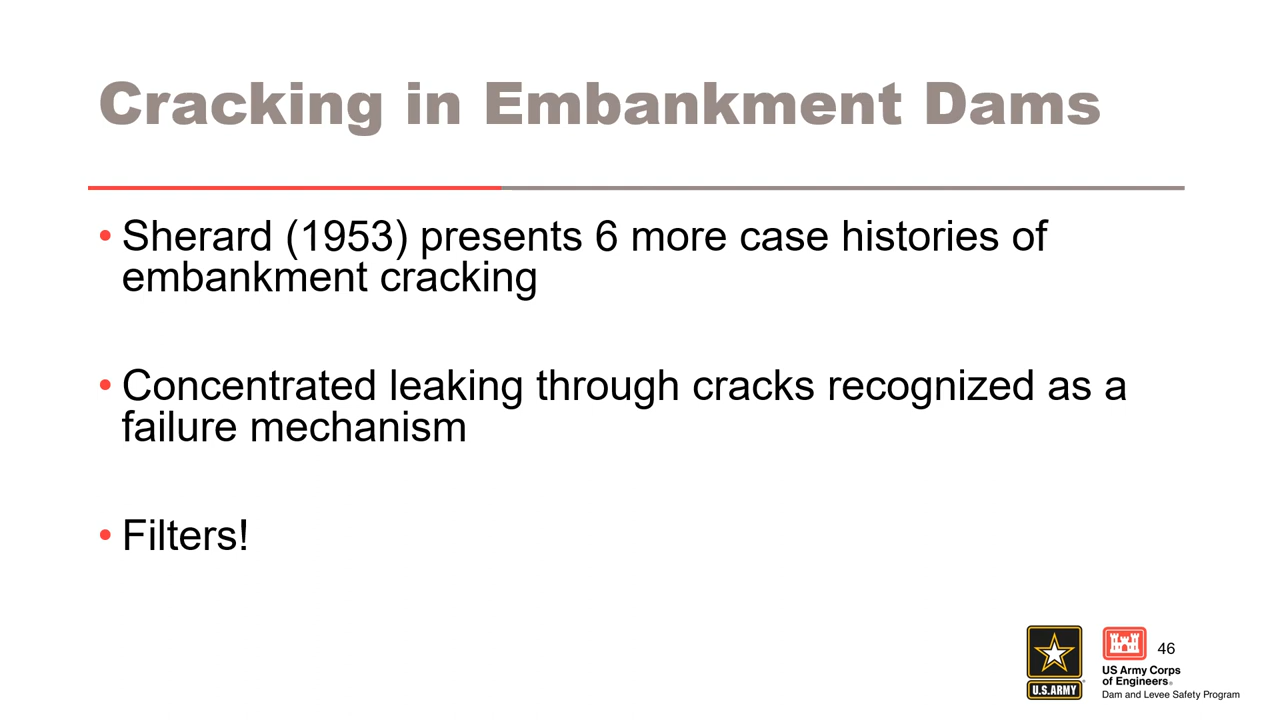 Cracking in Embankment Dams
• Sherard (1953) presents 6 more case histories of
embankment cracking
• Concentrated leaking through cracks recognized as a
failure mechanism
• Filters!
U.S.ARMY
46
US Army Corps
of Engineers®
Dam and Levee Safety Program